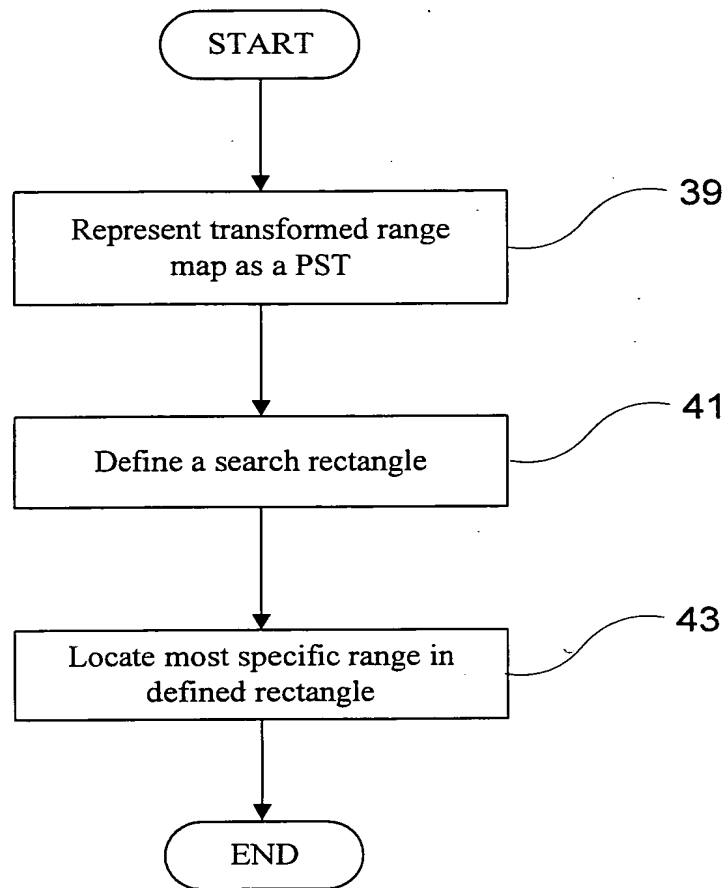 START
39
Represent transformed range
map as a PST
41
Define a search rectangle
43
Locate most specific range in
defined rectangle
END